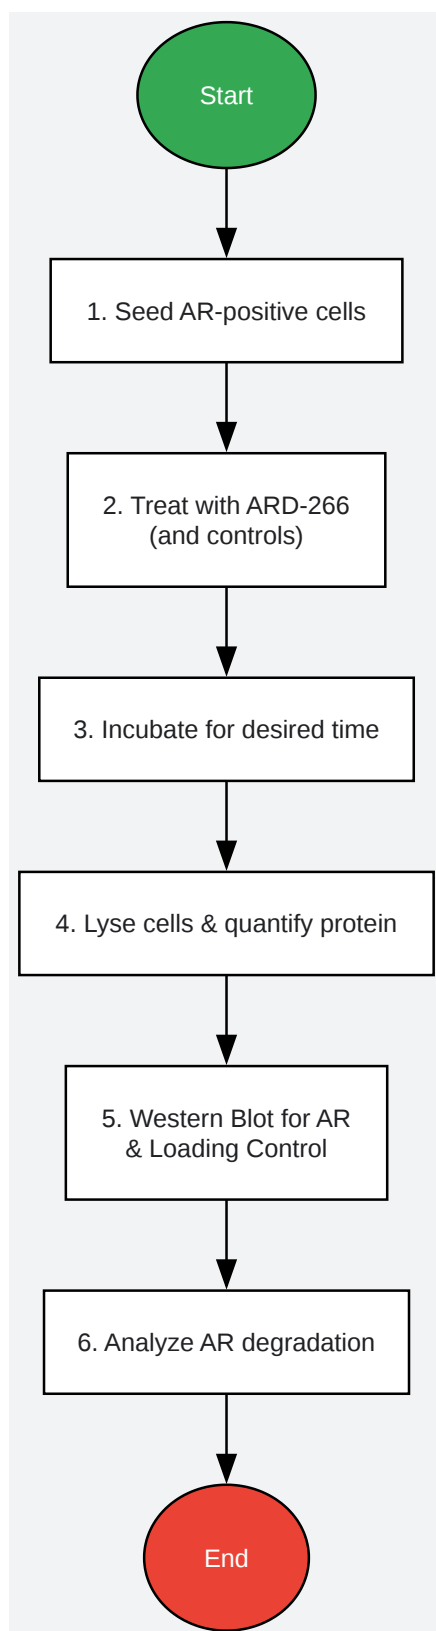 Start
1. Seed AR-positive cells
2. Treat with ARD-266
(and controls)
3. Incubate for desired time
4. Lyse cells & quantify protein
5. Western Blot for AR
& Loading Control
6. Analyze AR degradation
End